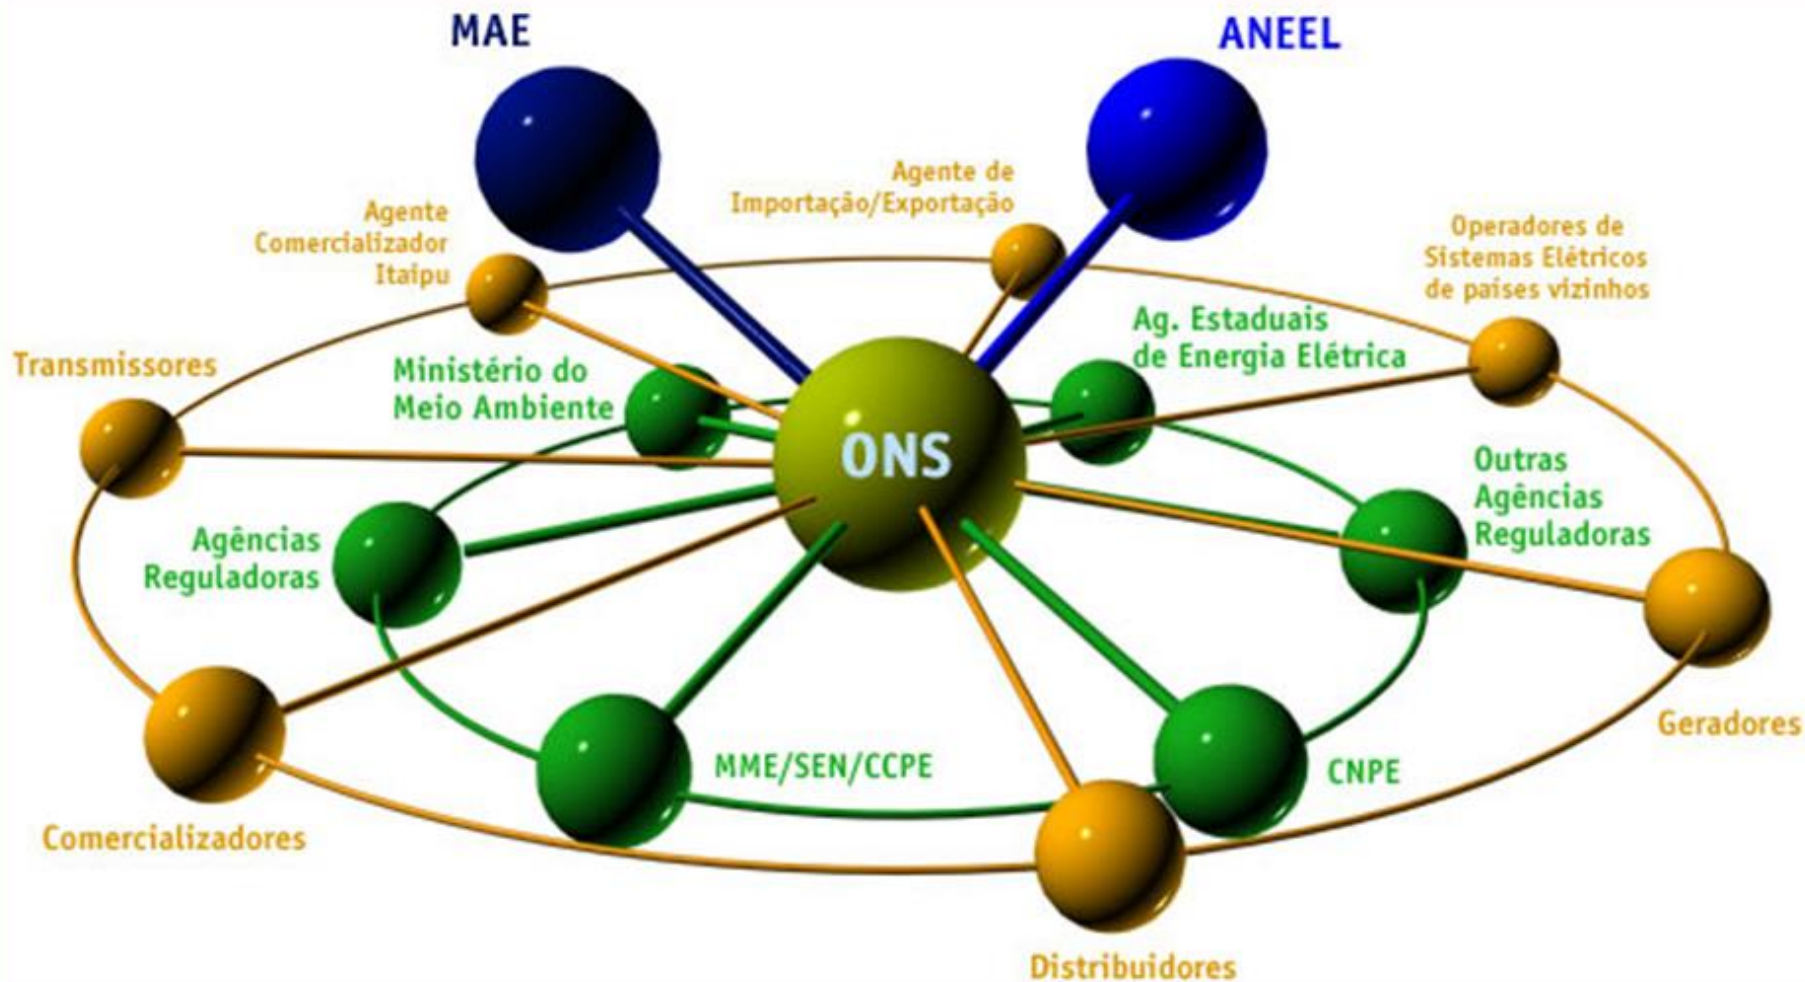 MAE
ANEEL
Agente de
Importação/Exportação
Agente
Comercializador
Itaipu
Operadores de
Sistemas Elétricos
de países vizinhos
Ag. Estaduais
de Energia Elétrica
Transmissores
Ministério do
Meio Ambiente
ONS
Outras
Agências
Reguladoras
Agências
Reguladoras
Geradores
MME/SEN/CCPE
CNPE
Comercializadores
Distribuidores